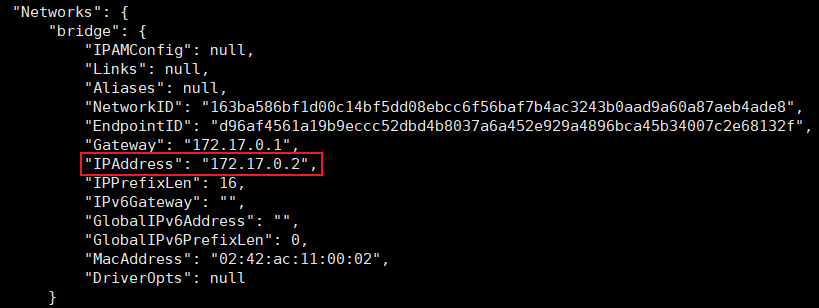 "Networks": {
"bridge": {
"IPAMConfig": null,
"Links": null,
"Aliases": null,
"NetworkID": "163ba586bf1d00c14bf5dd08ebcc6f56baf7b4ac3243b0aad9a60a87aeb4ade8",
"EndpointID": "d96af4561a19b9eccc52dbd4b8037a6a452e929a4896bca45b34007c2e68132f",
"Gateway": "172.17.0.1",
"IPAddress": "172.17.0.2",
"IPPrefixLen": 16,
"IPv6Gateway": "",
"GlobalIPv6Address": "",
"GlobalIPv6PrefixLen": 0,
"MacAddress": "02:42:ac:11:00:02",
"DriverOpts": null
}